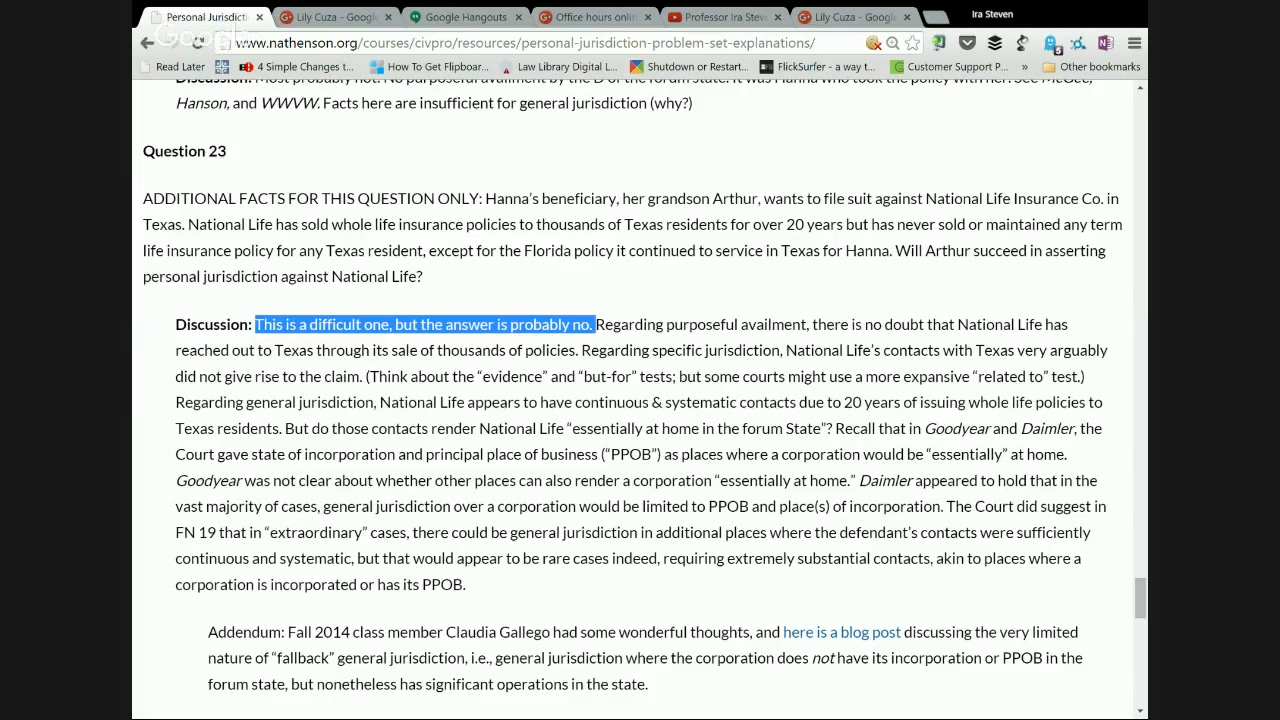 Personal Jurisdicti
Lily Cuza - Google
Google Hangouts
Office hours onlin
Professor Ira Steve
Lily Cuza - Google
Ira Steven
Google
www.nathenson.org/courses/civpro/resources/personal-jurisdiction-problem-set-explanations/
5
Read Later
4 Simple Changes t...
How To Get Flipboar...
Law Library Digital L...
Shutdown or Restart...
FlickSurfer - a way t...
Customer Support P...
»
Other bookmarks
Hanson, and WWVW. Facts here are insufficient for general jurisdiction (why?)
Question 23
ADDITIONAL FACTS FOR THIS QUESTION ONLY: Hanna's beneficiary, her grandson Arthur, wants to file suit against National Life Insurance Co. in
Texas. National Life has sold whole life insurance policies to thousands of Texas residents for over 20 years but has never sold or maintained any term
life insurance policy for any Texas resident, except for the Florida policy it continued to service in Texas for Hanna. Will Arthur succeed in asserting
personal jurisdiction against National Life?
Discussion: This is a difficult one, but the answer is probably no. Regarding purposeful availment, there is no doubt that National Life has
reached out to Texas through its sale of thousands of policies. Regarding specific jurisdiction, National Life's contacts with Texas very arguably
did not give rise to the claim. (Think about the “evidence” and “but-for” tests; but some courts might use a more expansive “related to” test.)
Regarding general jurisdiction, National Life appears to have continuous & systematic contacts due to 20 years of issuing whole life policies to
Texas residents. But do those contacts render National Life “essentially at home in the forum State”? Recall that in Goodyear and Daimler, the
Court gave state of incorporation and principal place of business (“PPOB”) as places where a corporation would be “essentially” at home.
Goodyear was not clear about whether other places can also render a corporation “essentially at home.” Daimler appeared to hold that in the
vast majority of cases, general jurisdiction over a corporation would be limited to PPOB and place(s) of incorporation. The Court did suggest in
FN 19 that in “extraordinary” cases, there could be general jurisdiction in additional places where the defendant's contacts were sufficiently
continuous and systematic, but that would appear to be rare cases indeed, requiring extremely substantial contacts, akin to places where a
corporation is incorporated or has its PPOB.
Addendum: Fall 2014 class member Claudia Gallego had some wonderful thoughts, and here is a blog post discussing the very limited
nature of “fallback” general jurisdiction, i.e., general jurisdiction where the corporation does not have its incorporation or PPOB in the
forum state, but nonetheless has significant operations in the state.